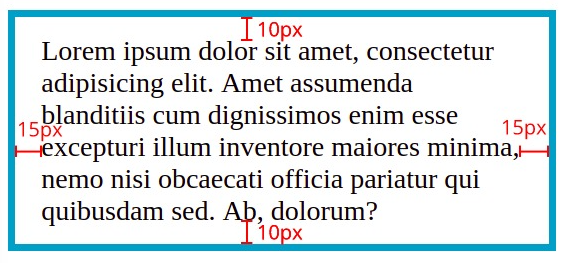 10px
Lorem ipsum dolor sit amet, consectetur
adipisicing elit. Amet assumenda
blanditiis cum dignissimos enim esse
15px
15px
excepturi illum inventore maiores minima,
nemo nisi obcaecati officia pariatur qui
quibusdam sed. Ab, dolorum?
10px